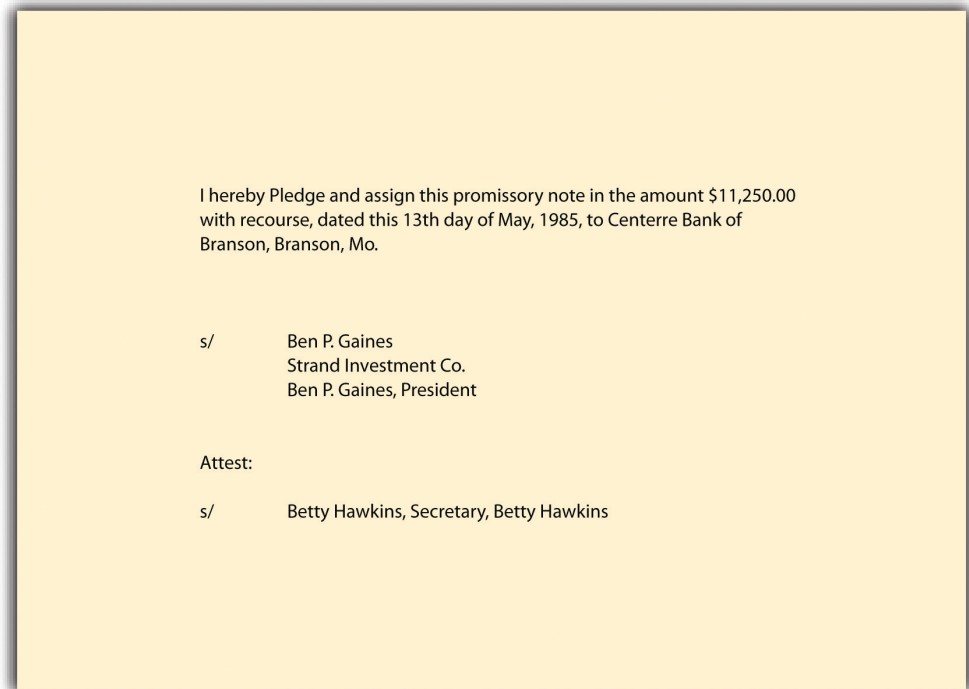 I hereby Pledge and assign this promissory note in the amount $11,250.00
with recourse, dated this 13th day of May, 1985, to Centerre Bank of
Branson, Branson, Mo.
s/ Ben P. Gaines
Strand Investment Co.
Ben P. Gaines, President
Attest:
s/ Betty Hawkins, Secretary, Betty Hawkins